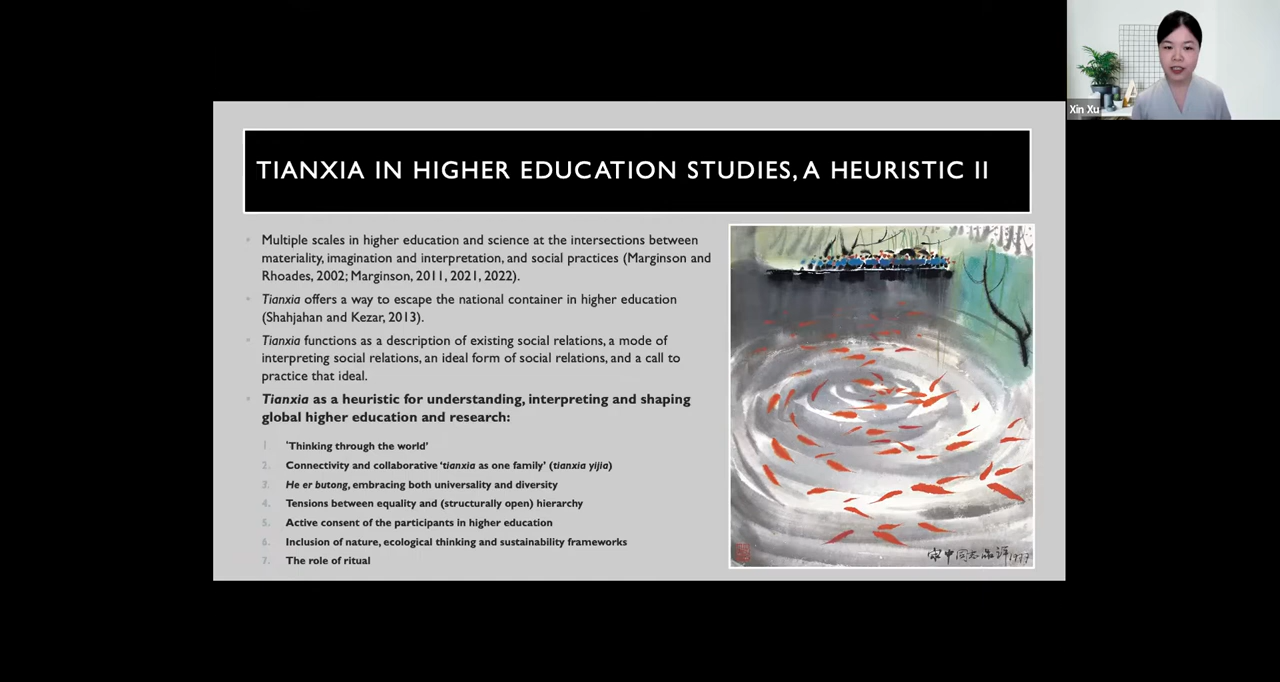 Xin Xu
TIANXIA IN HIGHER EDUCATION STUDIES, A HEURISTIC II
Multiple scales in higher education and science at the intersections between
materiality, imagination and interpretation, and social practices (Marginson and
Rhoades, 2002; Marginson, 2011, 2021, 2022).
Tianxia offers a way to escape the national container in higher education
(Shahjahan and Kezar, 2013).
Tianxia functions as a description of existing social relations, a mode of
interpreting social relations, an ideal form of social relations, and a call to
practice that ideal.
Tianxia as a heuristic for understanding, interpreting and shaping
global higher education and research:
1. 'Thinking through the world'
2. Connectivity and collaborative 'tianxia as one family' (tianxia yijia)
3. He er butong, embracing both universality and diversity
4. Tensions between equality and (structurally open) hierarchy
5. Active consent of the participants in higher education
6. Inclusion of nature, ecological thinking and sustainability frameworks
7. The role of ritual
中同志 1977